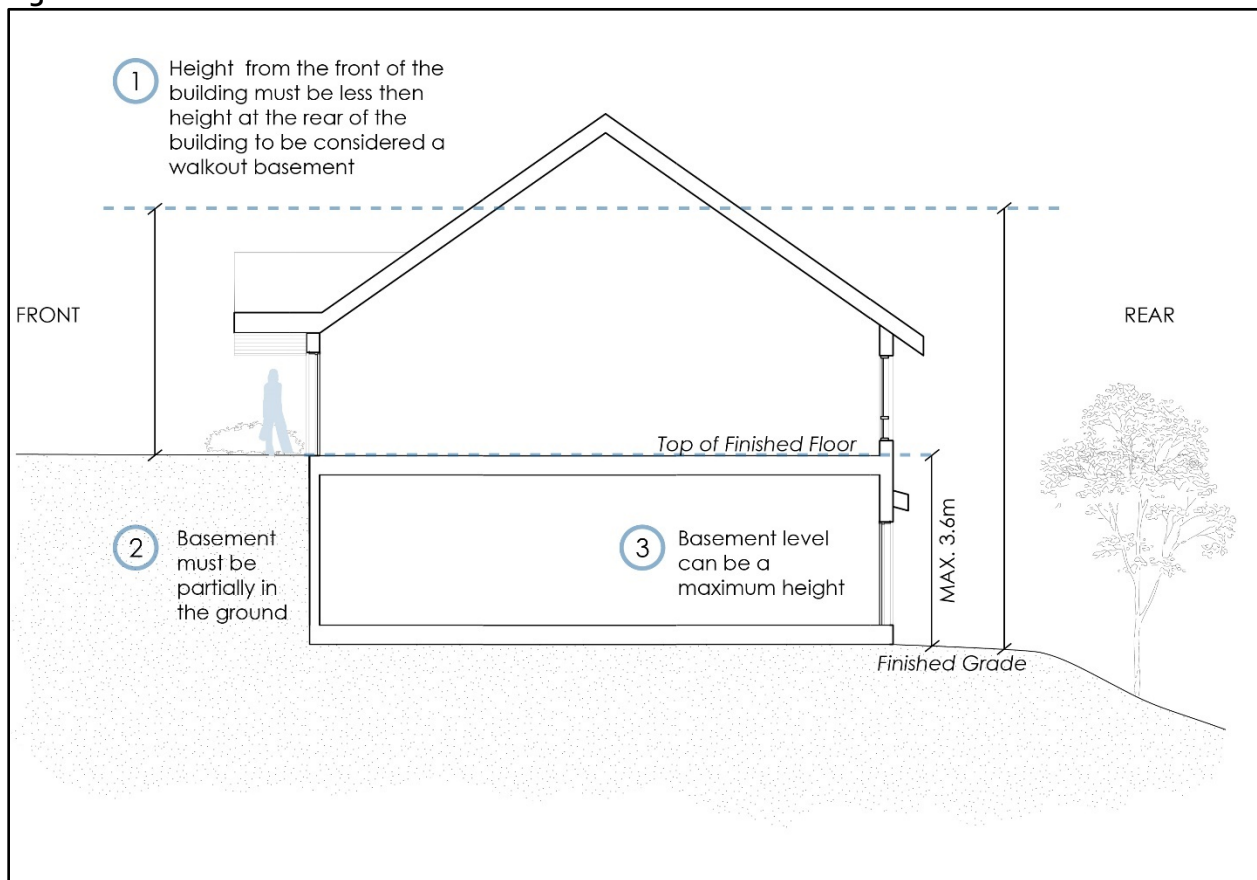 1
Height from the front of the
building must be less then
height at the rear of the
building to be considered a
walkout basement
FRONT
REAR
Top of Finished Floor
2
Basement
must be
partially in
the ground
3
Basement level
can be a
maximum height
MAX. 3.6m
Finished Grade